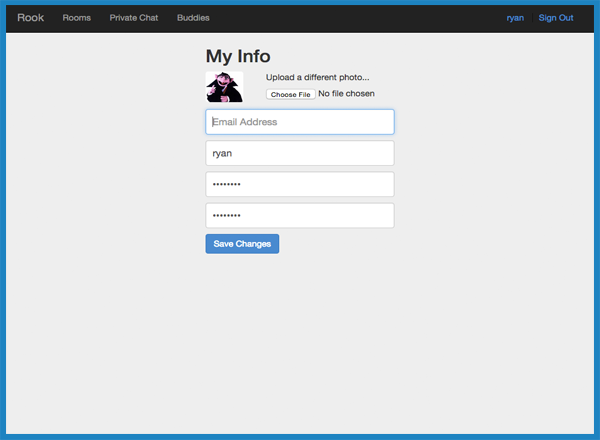 Rook Rooms Private Chat Buddies ryan Sign Out
My Info
Upload a different photo...
Choose File No file chosen
Email Address
ryan
••••••••
••••••••
Save Changes